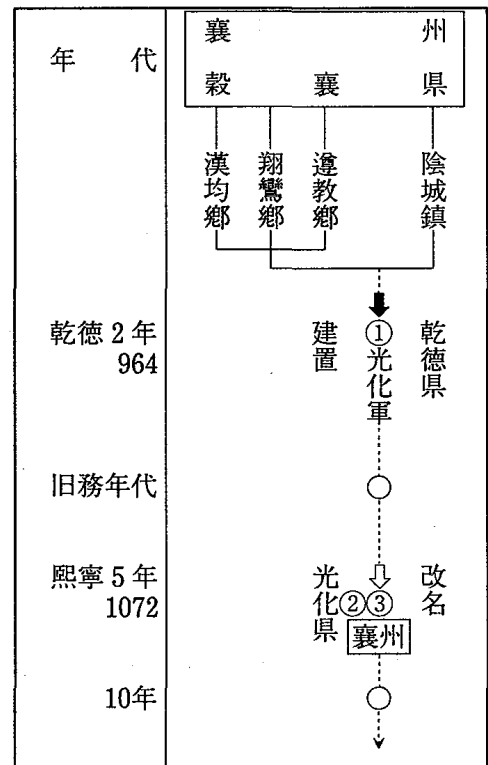 年代
襄州
穀襄県
漢均郷
翔鸞郷
遵教郷
陰城鎮
乾徳2年
964
建置
①光化軍
乾徳県
旧務年代
熙寧5年
1072
光化県
②③
襄州
改名
10年